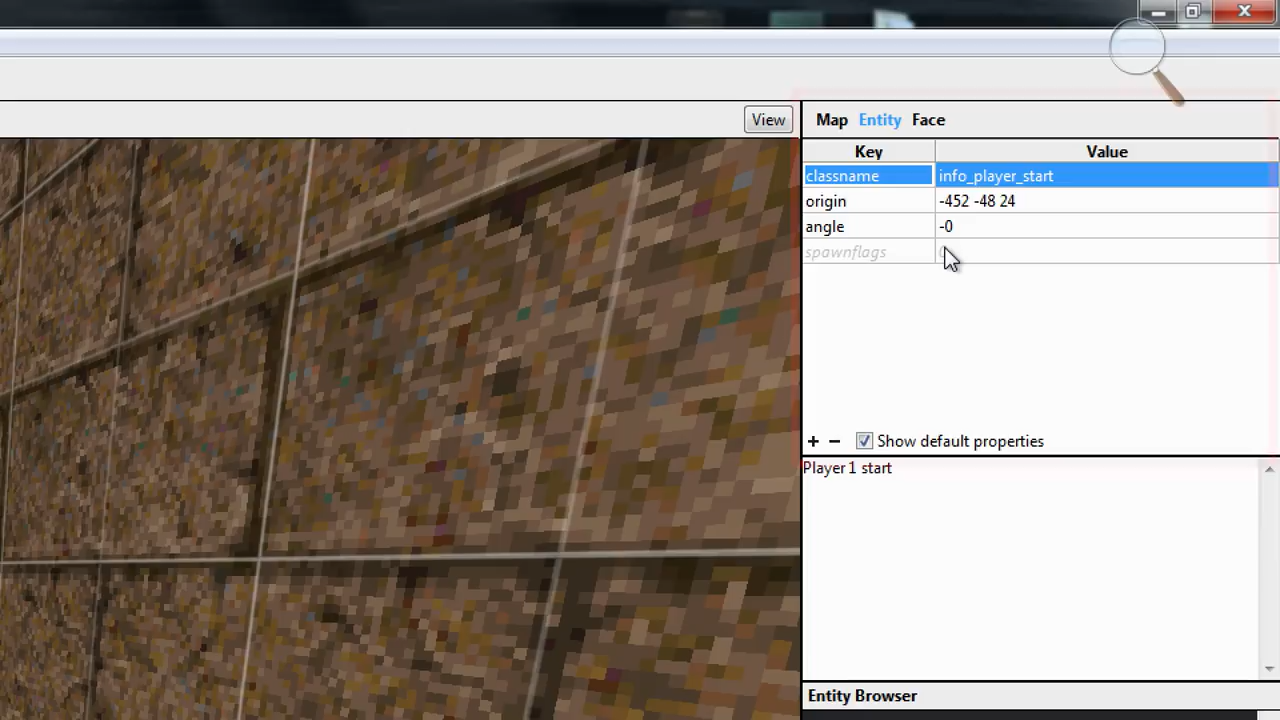 View
Map Entity Face
Key Value
classname info_player_start
origin -452 -48 24
angle -0
spawnflags
+ - Show default properties
Player 1 start
Entity Browser